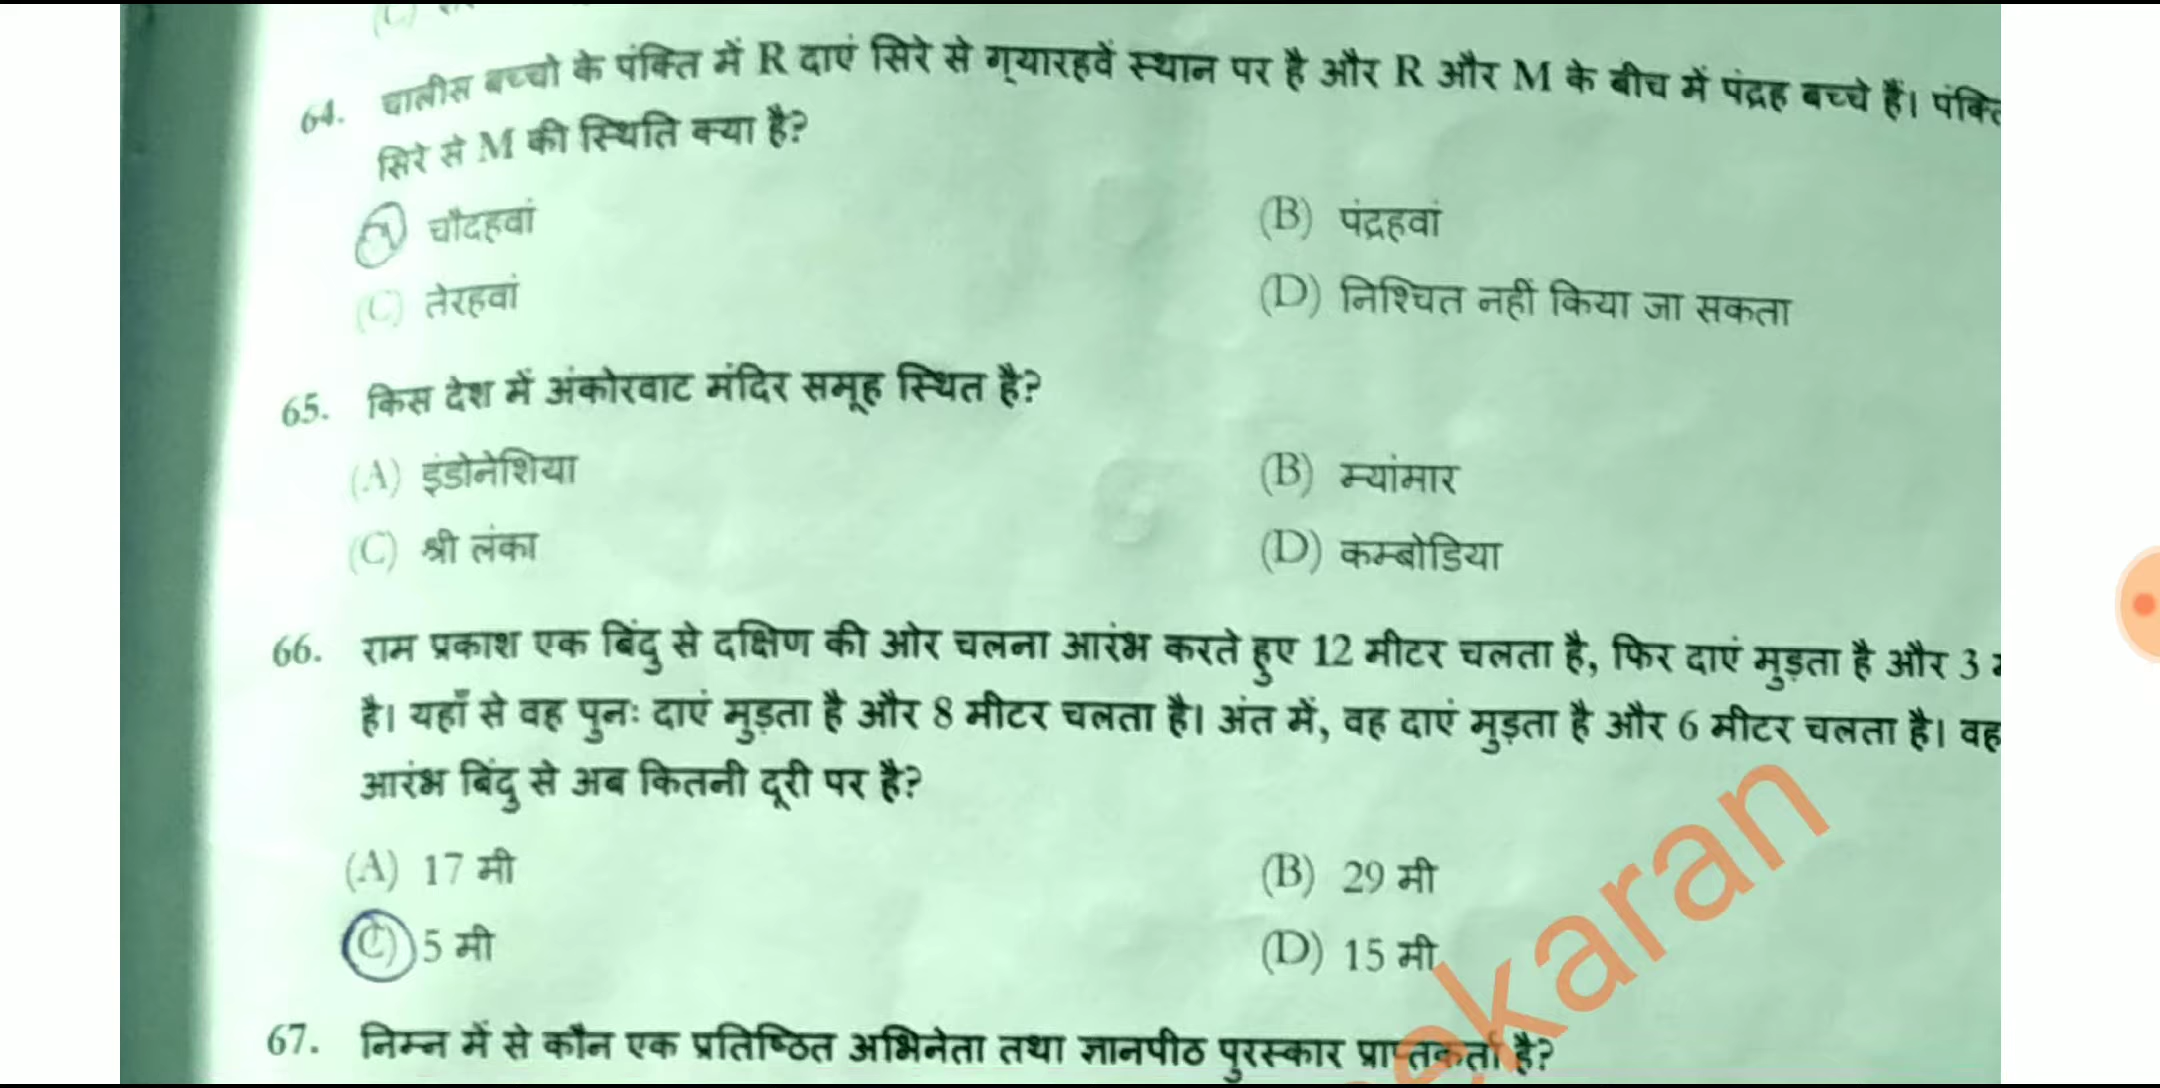 64. चालीस बच्चो के पंक्ति में R दाएं सिरे से ग्यारहवें स्थान पर है और R और M के बीच में पंद्रह बच्चे हैं। पंक्ति
सिरे से M की स्थिति क्या है?
(A) चौदहवां
(B) पंद्रहवां
(C) तेरहवां
(D) निश्चित नहीं किया जा सकता
65. किस देश में अंकोरवाट मंदिर समूह स्थित है?
(A) इंडोनेशिया
(B) म्यांमार
(C) श्री लंका
(D) कम्बोडिया
66. राम प्रकाश एक बिंदु से दक्षिण की ओर चलना आरंभ करते हुए 12 मीटर चलता है, फिर दाएं मुड़ता है और 3
है। यहाँ से वह पुनः दाएं मुड़ता है और 8 मीटर चलता है। अंत में, वह दाएं मुड़ता है और 6 मीटर चलता है। वह
आरंभ बिंदु से अब कितनी दूरी पर है?
(A) 17 मी
(B) 29 मी
(C) 5 मी
(D) 15 मी
67. निम्न में से कौन एक प्रतिष्ठित अभिनेता तथा ज्ञानपीठ पुरस्कार प्राप्तकर्ता है?
ekaran